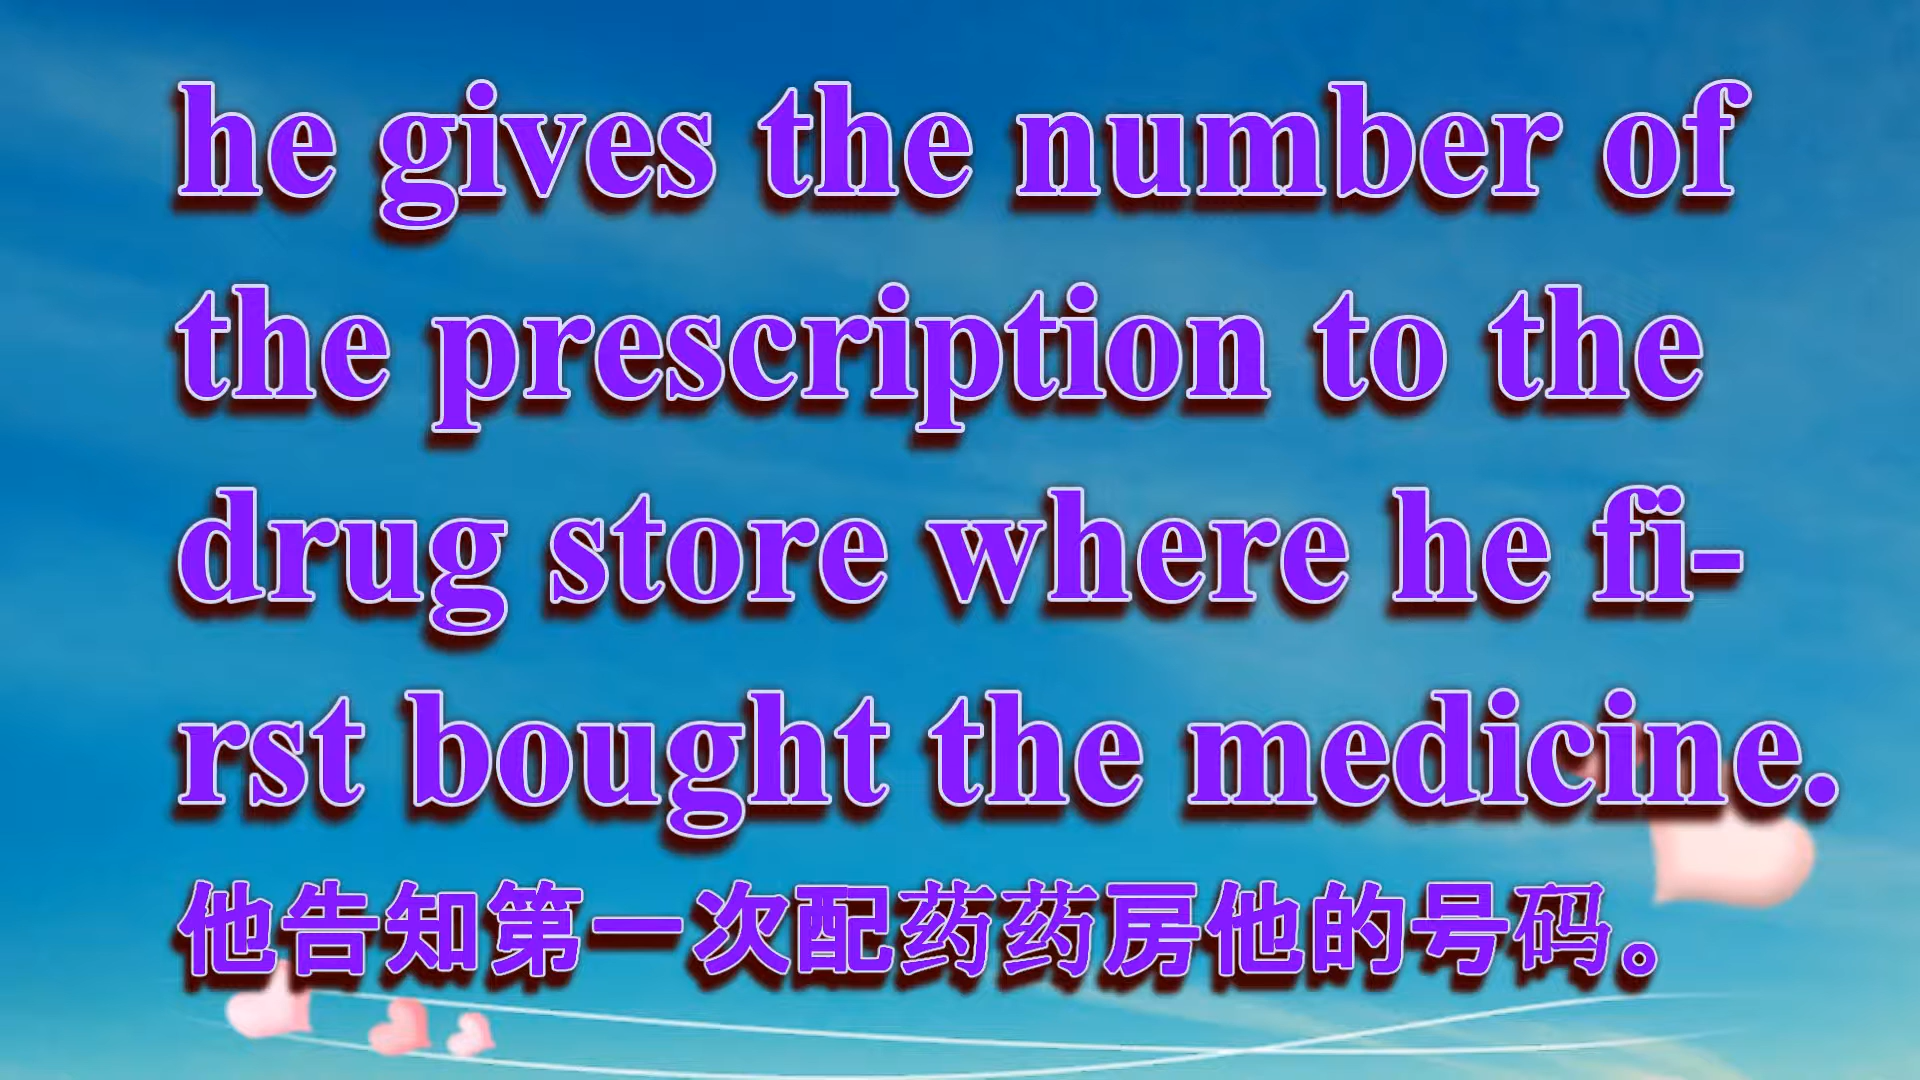 he gives the number of
the prescription to the
drug store where he fi-
rst bought the medicine.
他告知第一次配药药房他的号码。